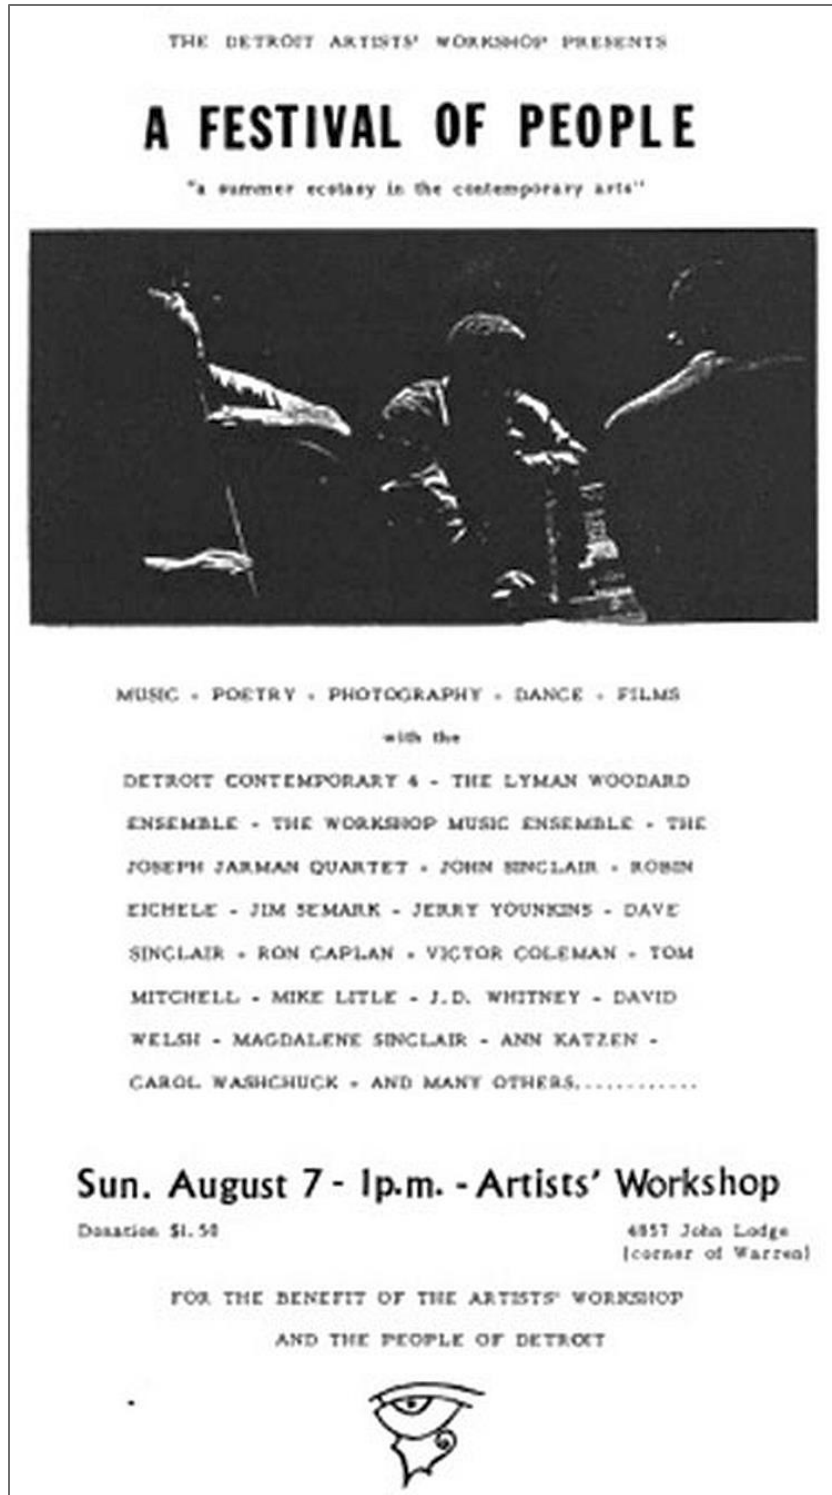 THE DETROIT ARTISTS' WORKSHOP PRESENTS
A FESTIVAL OF PEOPLE
"a summer ecstasy in the contemporary arts"
MUSIC - POETRY - PHOTOGRAPHY - DANCE - FILMS
with the
DETROIT CONTEMPORARY 4 - THE LYMAN WOODARD
ENSEMBLE - THE WORKSHOP MUSIC ENSEMBLE - THE
JOSEPH JARMAN QUARTET - JOHN SINCLAIR - ROBIN
EICHELE - JIM SEMARK - JERRY YOUNKINS - DAVE
SINCLAIR - RON CAPLAN - VICTOR COLEMAN - TOM
MITCHELL - MIKE LITLE - J.D. WHITNEY - DAVID
WELSH - MAGDALENE SINCLAIR - ANN KATZEN -
CAROL WASHCHUCK - AND MANY OTHERS............
Sun. August 7 - 1p.m. - Artists' Workshop
Donation $1.50
4857 John Lodge
(corner of Warren)
FOR THE BENEFIT OF THE ARTISTS' WORKSHOP
AND THE PEOPLE OF DETROIT